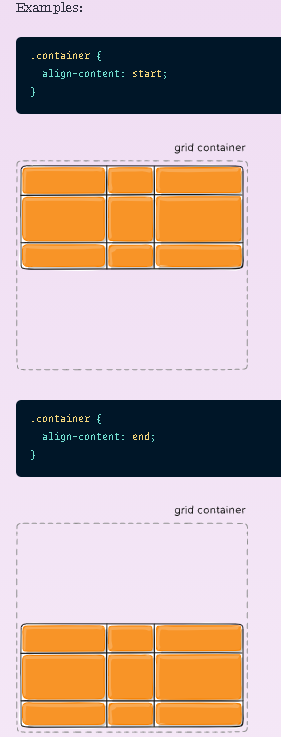 Examples:
.container {
align-content: start;
}
grid container
.container {
align-content: end;
}
grid container